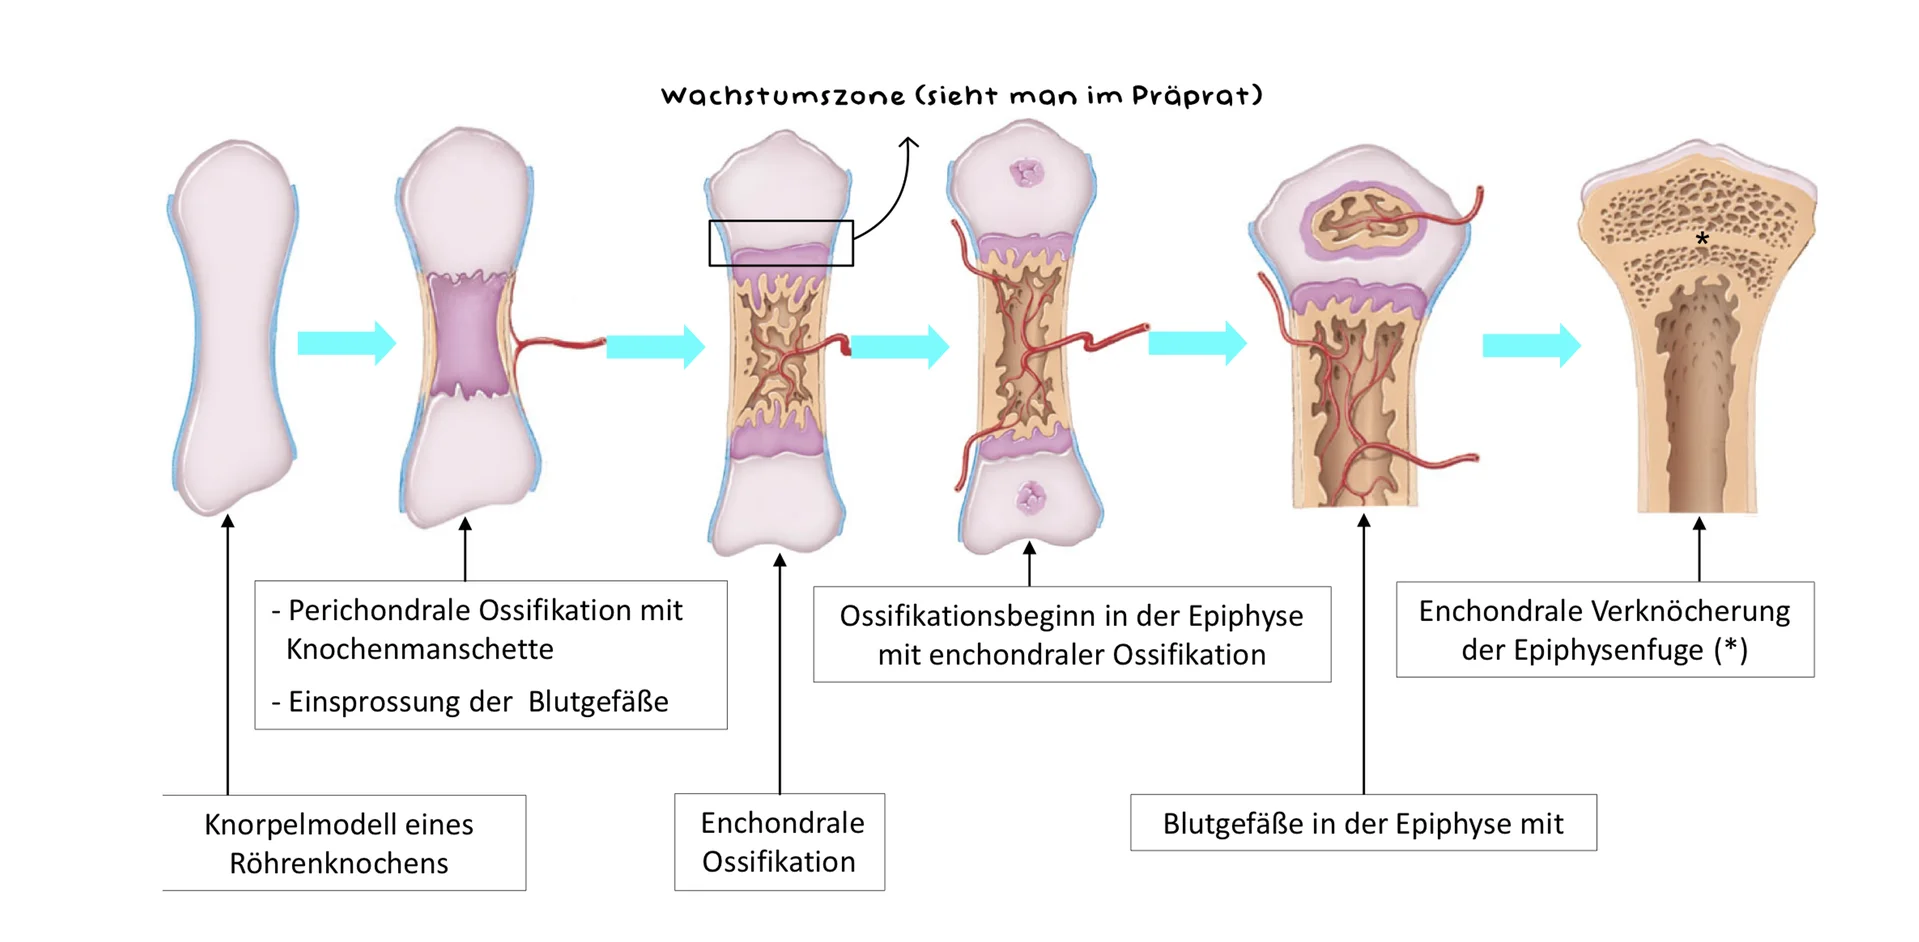 Wachstumszone (sieht man im Präprat)
*
- Perichondrale Ossifikation mit
Knochenmanschette
- Einsprossung der Blutgefäße
Ossifikationsbeginn in der Epiphyse
mit enchondraler Ossifikation
Enchondrale Verknöcherung
der Epiphysenfuge (*)
Knorpelmodell eines
Röhrenknochens
Enchondrale
Ossifikation
Blutgefäße in der Epiphyse mit